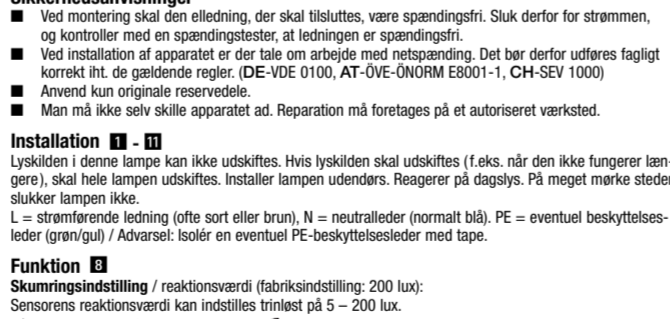 Sikkerhedsanvisninger
■ Ved montering skal den elledning, der skal tilsluttes, være spændingsfri. Sluk derfor for strømmen,
og kontroller med en spændingstester, at ledningen er spændingsfri.
■ Ved installation af apparatet er der tale om arbejde med netspænding. Det bør derfor udføres fagligt
korrekt iht. de gældende regler. (DE-VDE 0100, AT-ÖVE-ÖNORM E8001-1, CH-SEV 1000)
■ Anvend kun originale reservedele.
■ Man må ikke selv skille apparatet ad. Reparation må foretages på et autoriseret værksted.
Installation 1 - 11
Lyskilden i denne lampe kan ikke udskiftes. Hvis lyskilden skal udskiftes (f.eks. når den ikke fungerer læn-
gere), skal hele lampen udskiftes. Installer lampen udendørs. Reagerer på dagslys. På meget mørke steder
slukker lampen ikke.
L = strømførende ledning (ofte sort eller brun), N = neutralleder (normalt blå). PE = eventuel beskyttelses-
leder (grøn/gul) / Advarsel: Isolér en eventuel PE-beskyttelsesleder med tape.
Funktion 8
Skumringsindstilling / reaktionsværdi (fabriksindstilling: 200 lux):
Sensorens reaktionsværdi kan indstilles trinløst på 5 – 200 lux.